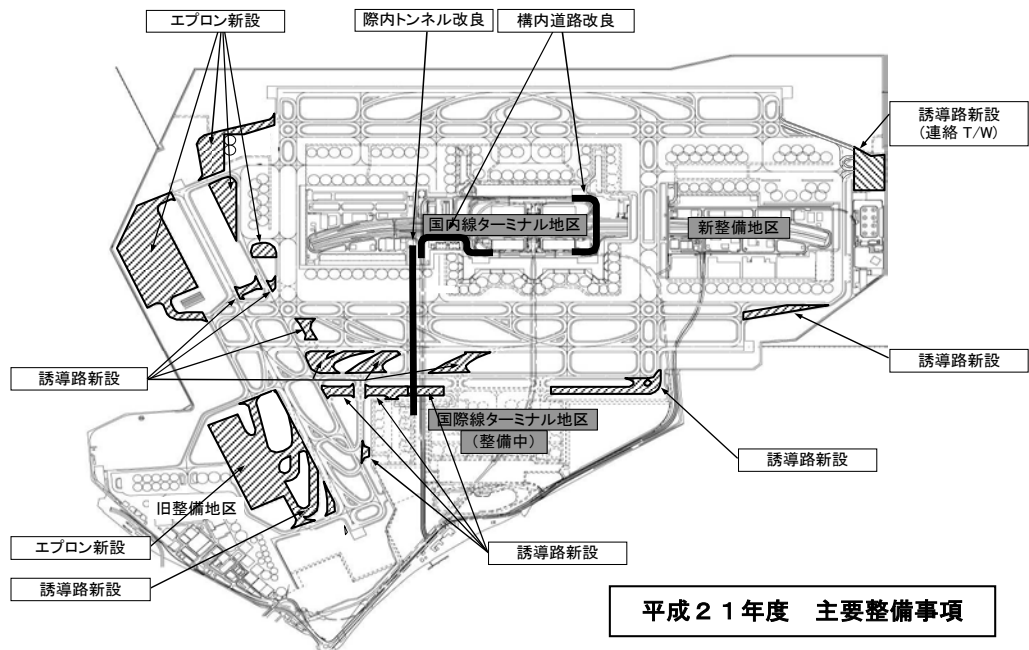 エプロン新設
際内トンネル改良
構内道路改良
誘導路新設
(連絡 T/W)
国内線ターミナル地区
新整備地区
誘導路新設
誘導路新設
国際線ターミナル地区
(整備中)
誘導路新設
旧整備地区
エプロン新設
誘導路新設
誘導路新設
平成２１年度　主要整備事項